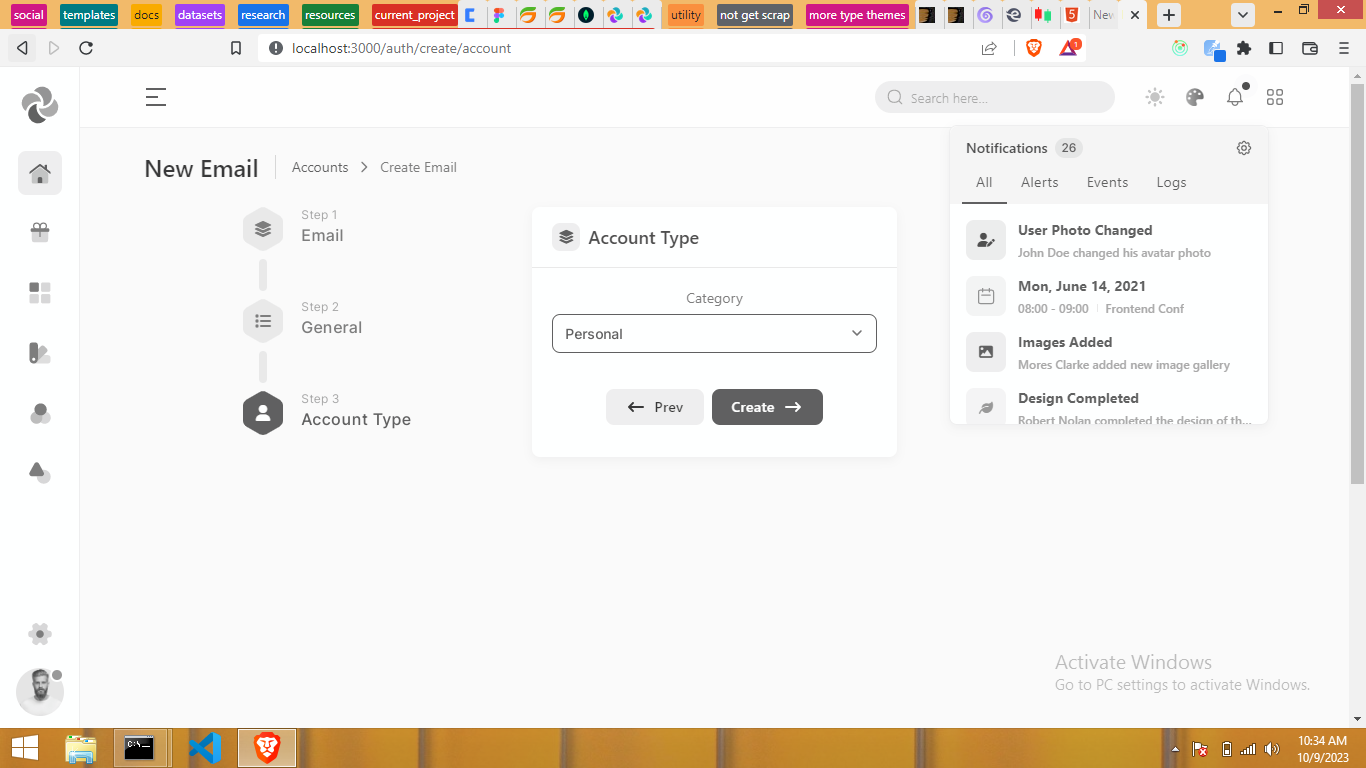 social templates docs datasets research resources current_project utility not get scrap more type themes New
localhost:3000/auth/create/account
1
Search here...
New Email Accounts Create Email
Notifications 26
All Alerts Events Logs
Step 1
Email
Step 2
General
Step 3
Account Type
Account Type
Category
Personal
Prev Create
User Photo Changed
John Doe changed his avatar photo
Mon, June 14, 2021
08:00 - 09:00 Frontend Conf
Images Added
Mores Clarke added new image gallery
Design Completed
Robert Nolan completed the design of th...
Activate Windows
Go to PC settings to activate Windows.
10:34 AM
10/9/2023